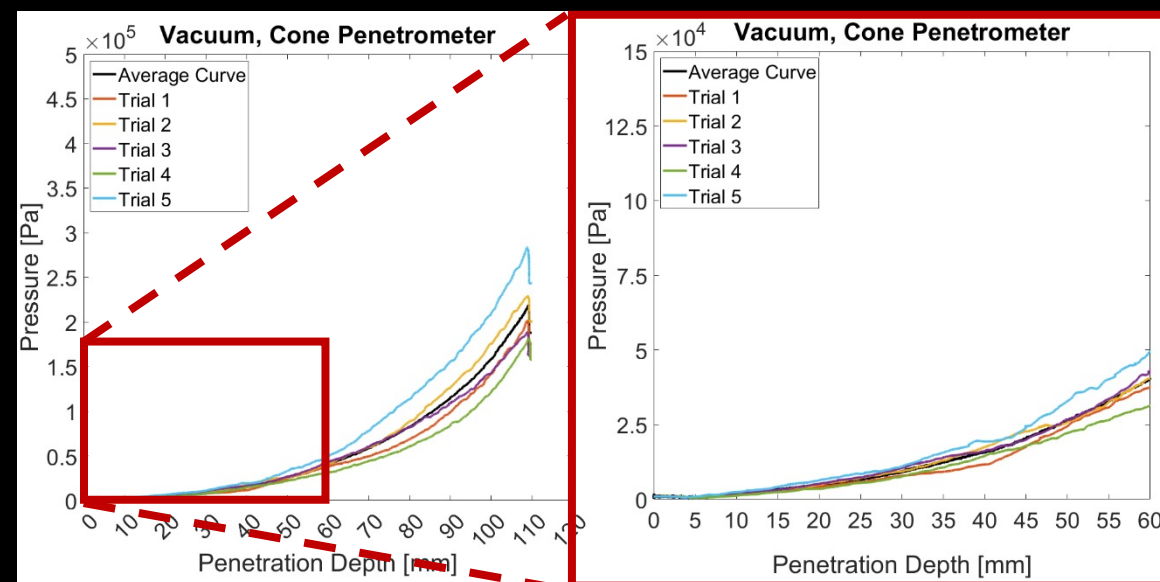 Vacuum, Cone Penetrometer
×10⁵
5
4.5
4
3.5
3
2.5
2
1.5
1
0.5
0
Pressure [Pa]
Average Curve
Trial 1
Trial 2
Trial 3
Trial 4
Trial 5
0 10 20 30 40 50 60 70 80 90 100 110 120
Penetration Depth [mm]
Vacuum, Cone Penetrometer
×10⁴
15
12.5
10
7.5
5
2.5
0
Pressure [Pa]
Average Curve
Trial 1
Trial 2
Trial 3
Trial 4
Trial 5
0 5 10 15 20 25 30 35 40 45 50 55 60
Penetration Depth [mm]